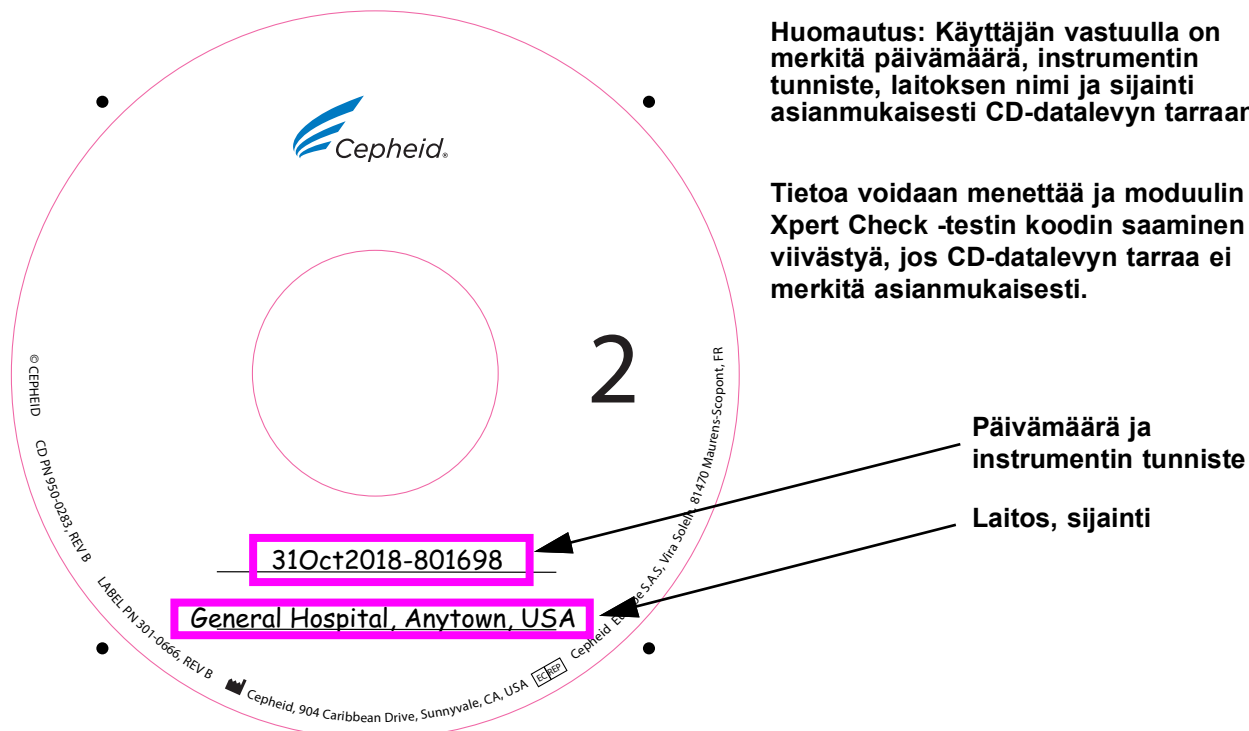 Huomautus: Käyttäjän vastuulla on
merkitä päivämäärä, instrumentin
tunniste, laitoksen nimi ja sijainti
asianmukaisesti CD-datalevyn tarraan
Tietoa voidaan menettää ja moduulin
Xpert Check -testin koodin saaminen
viivästyä, jos CD-datalevyn tarraa ei
merkitä asianmukaisesti.
Cepheid®
2
Päivämäärä ja
instrumentin tunniste
Laitos, sijainti
31Oct2018-801698
General Hospital, Anytown, USA
© CEPHEID CD PN 950-0283, REV B LABEL PN 301-0666, REV B Cepheid, 904 Caribbean Drive, Sunnyvale, CA, USA EC REP Cepheid S.A.S, Vira Solelh, 81470 Maurens-Scopont, FR